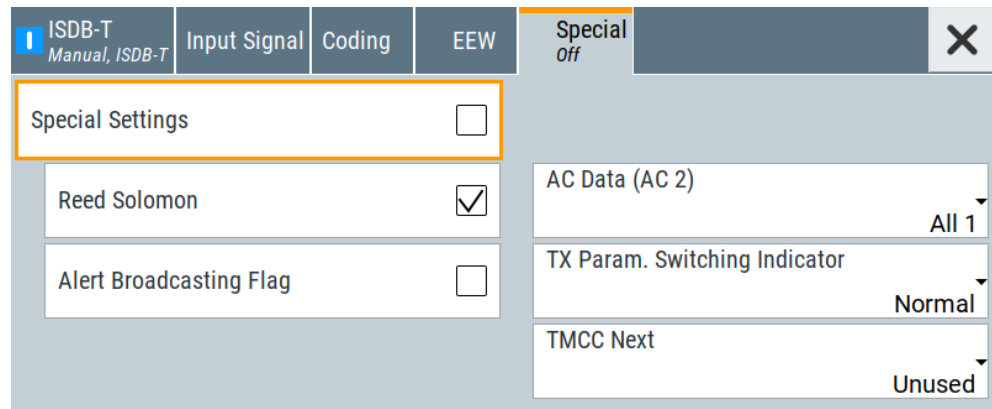 ISDB-T
Manual, ISDB-T
Input Signal
Coding
EEW
Special
Off
Special Settings
Reed Solomon
AC Data (AC 2)
All 1
Alert Broadcasting Flag
TX Param. Switching Indicator
Normal
TMCC Next
Unused